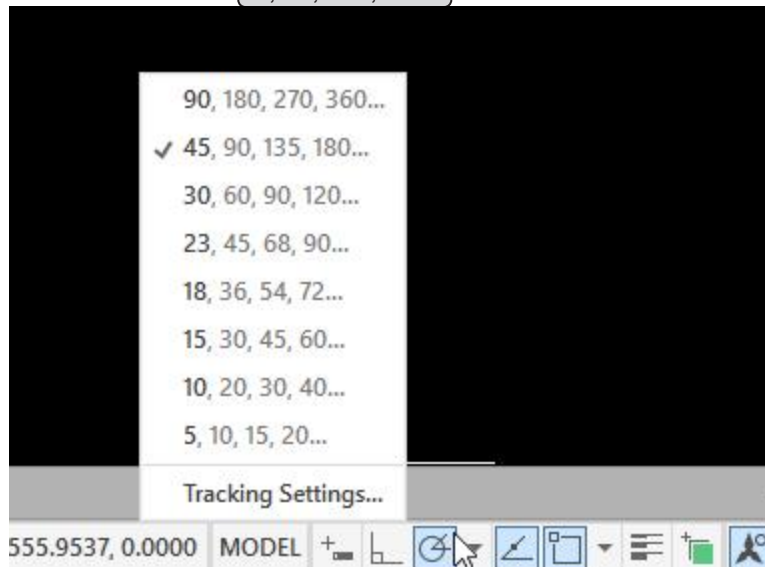 90, 180, 270, 360...
45, 90, 135, 180...
30, 60, 90, 120...
23, 45, 68, 90...
18, 36, 54, 72...
15, 30, 45, 60...
10, 20, 30, 40...
5, 10, 15, 20...
Tracking Settings...
555.9537, 0.0000 MODEL